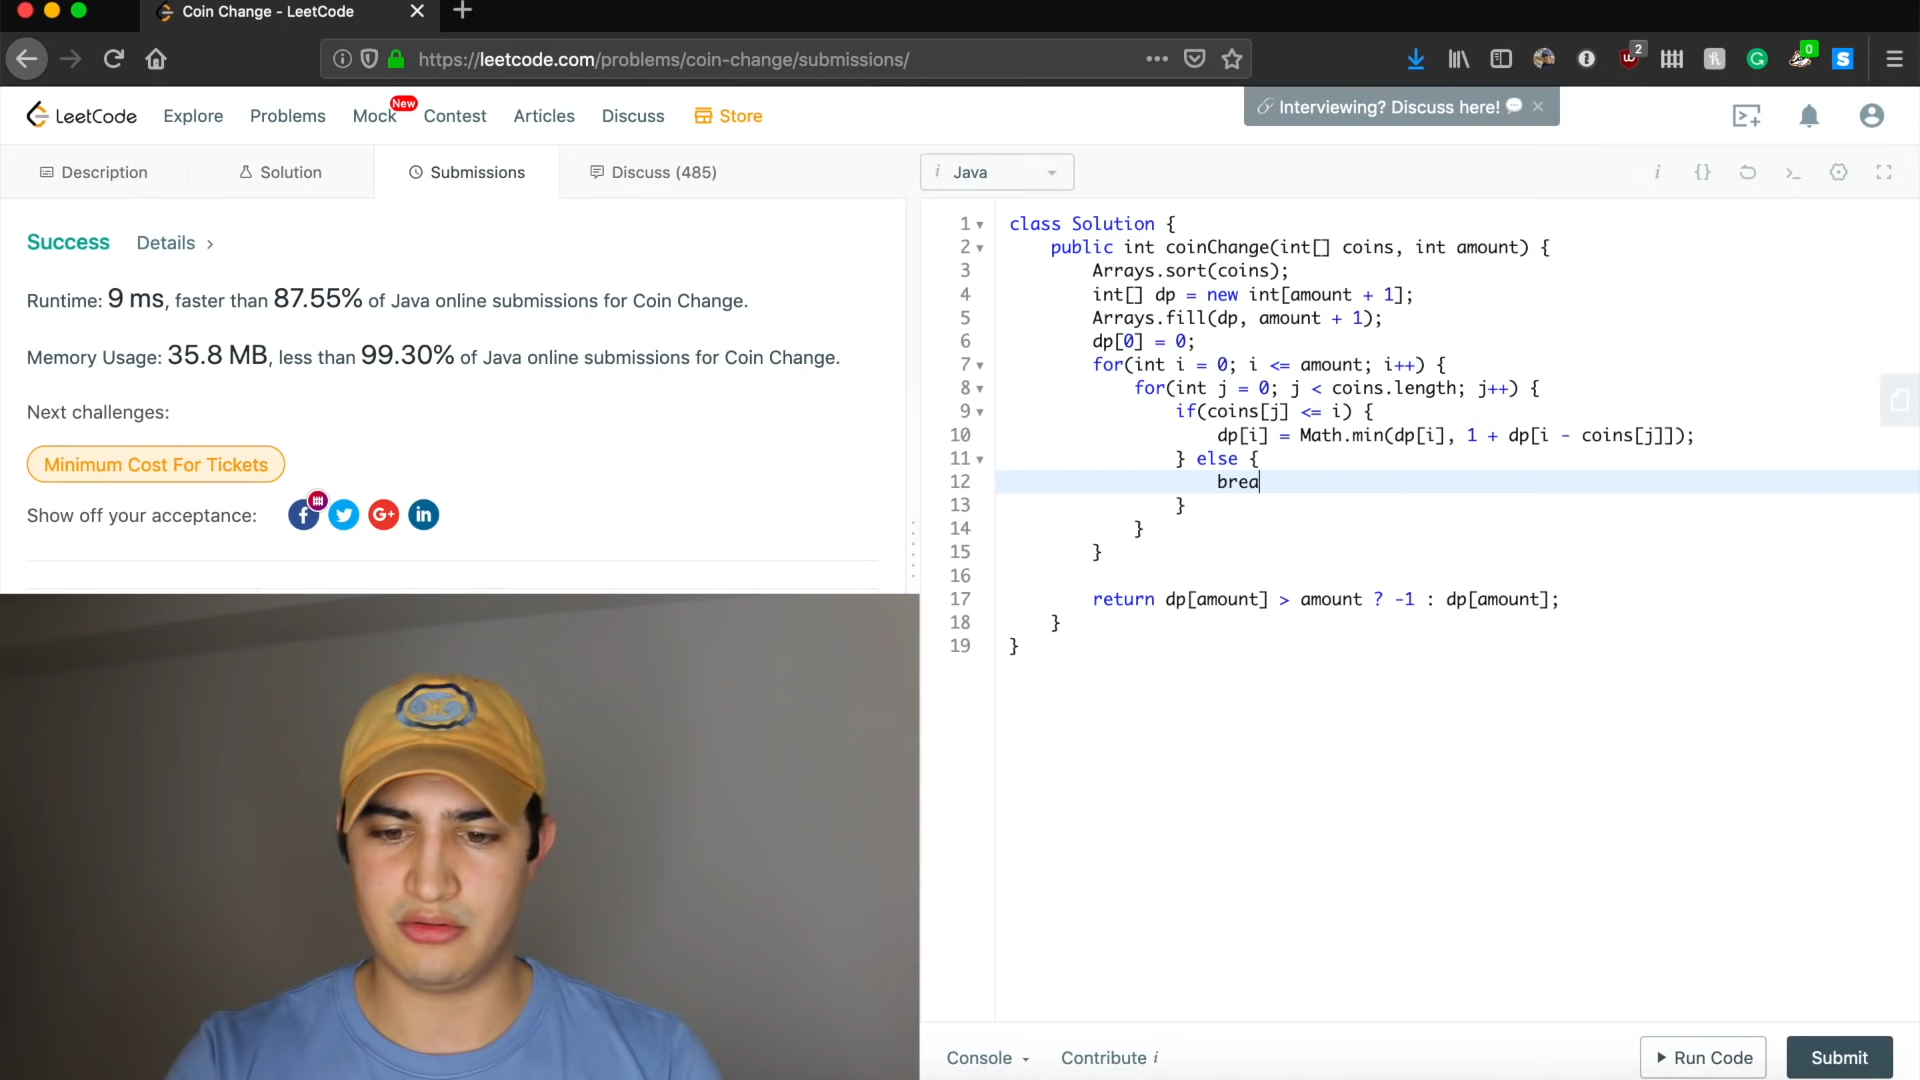 Coin Change - LeetCode
https://leetcode.com/problems/coin-change/submissions/
2
0
LeetCode
Explore
Problems
Mock
New
Contest
Articles
Discuss
Store
Interviewing? Discuss here!
Description
Solution
Submissions
Discuss (485)
i Java
Success
Details
Runtime: 9 ms, faster than 87.55% of Java online submissions for Coin Change.
Memory Usage: 35.8 MB, less than 99.30% of Java online submissions for Coin Change.
Next challenges:
Minimum Cost For Tickets
Show off your acceptance:
1 class Solution {
2 public int coinChange(int[] coins, int amount) {
3 Arrays.sort(coins);
4 int[] dp = new int[amount + 1];
5 Arrays.fill(dp, amount + 1);
6 dp[0] = 0;
7 for(int i = 0; i <= amount; i++) {
8 for(int j = 0; j < coins.length; j++) {
9 if(coins[j] <= i) {
10 dp[i] = Math.min(dp[i], 1 + dp[i - coins[j]]);
11 } else {
12 brea
13 }
14 }
15 }
16
17 return dp[amount] > amount ? -1 : dp[amount];
18 }
19 }
Console
Contribute i
Run Code
Submit